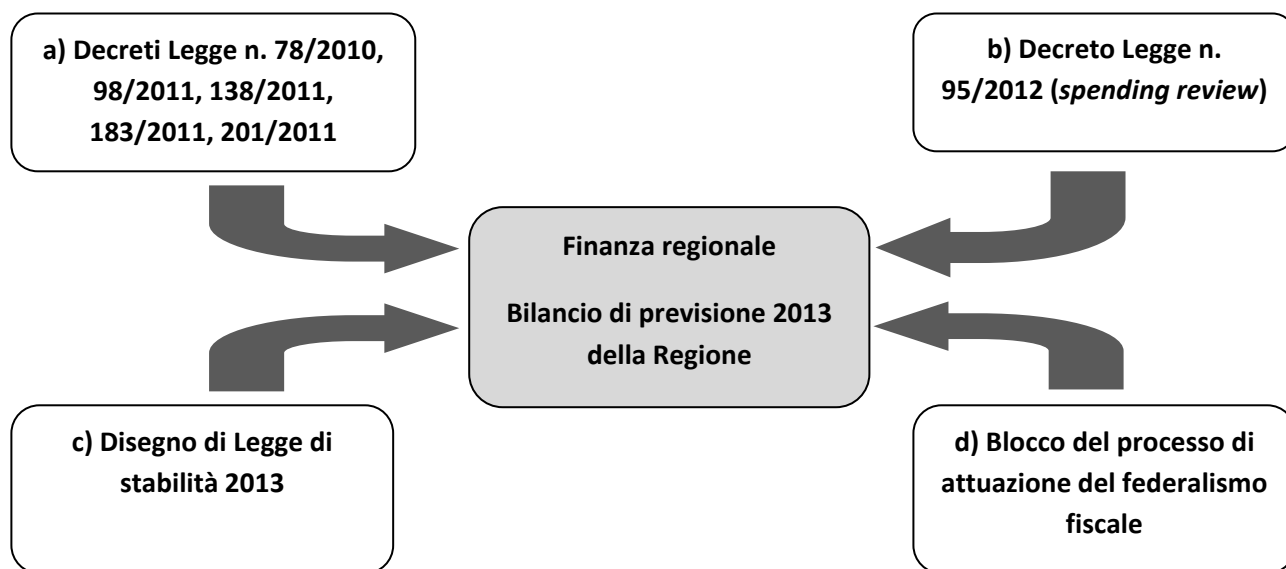 a) Decreti Legge n. 78/2010,
98/2011, 138/2011,
183/2011, 201/2011
b) Decreto Legge n.
95/2012 (spending review)
Finanza regionale
Bilancio di previsione 2013
della Regione
c) Disegno di Legge di
stabilità 2013
d) Blocco del processo di
attuazione del federalismo
fiscale